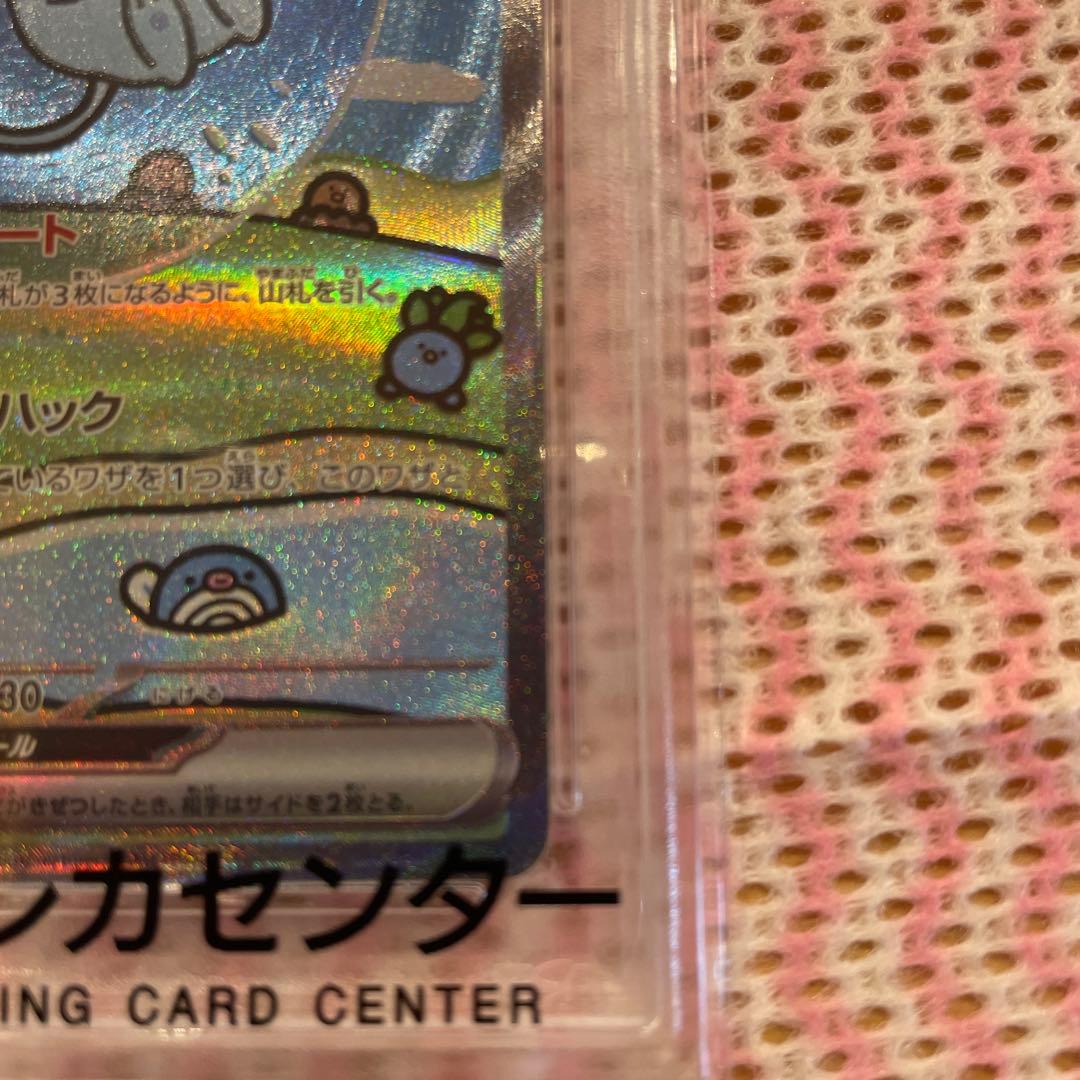 ート
札が3枚になるように、山札を引く。
ハック
ているワザを1つ選び、このワザと
30 にげる
ール
がきぜつしたとき、相手はサイドを2枚とる。
レカセンター
ING CARD CENTER